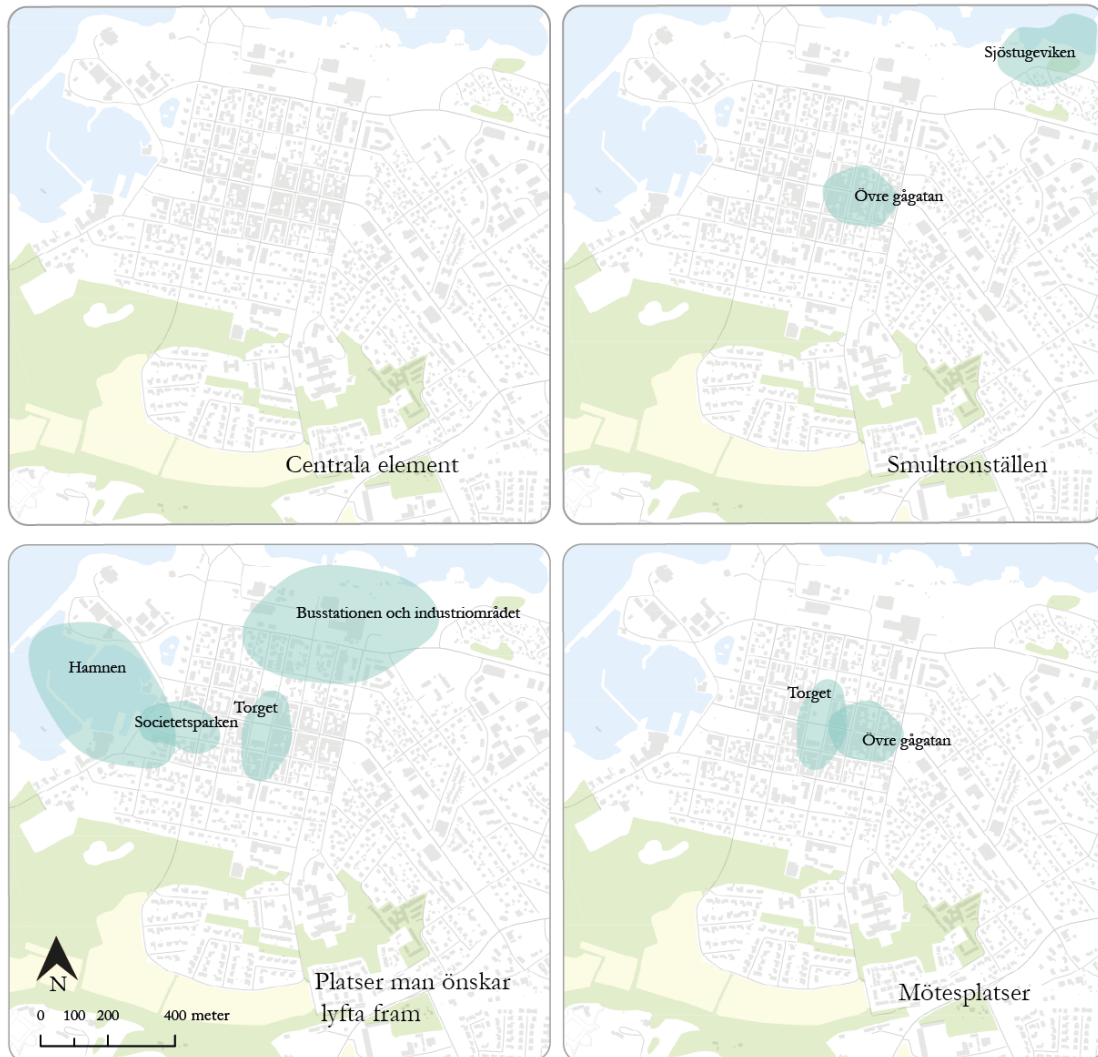 Centrala element
Sjöstugeviken
Övre gågatan
Smultronställen
Busstationen och industriområdet
Hamnen
Torget
Societetsparken
Platser man önskar
lyfta fram
N
0 100 200 400 meter
Torget
Övre gågatan
Mötesplatser